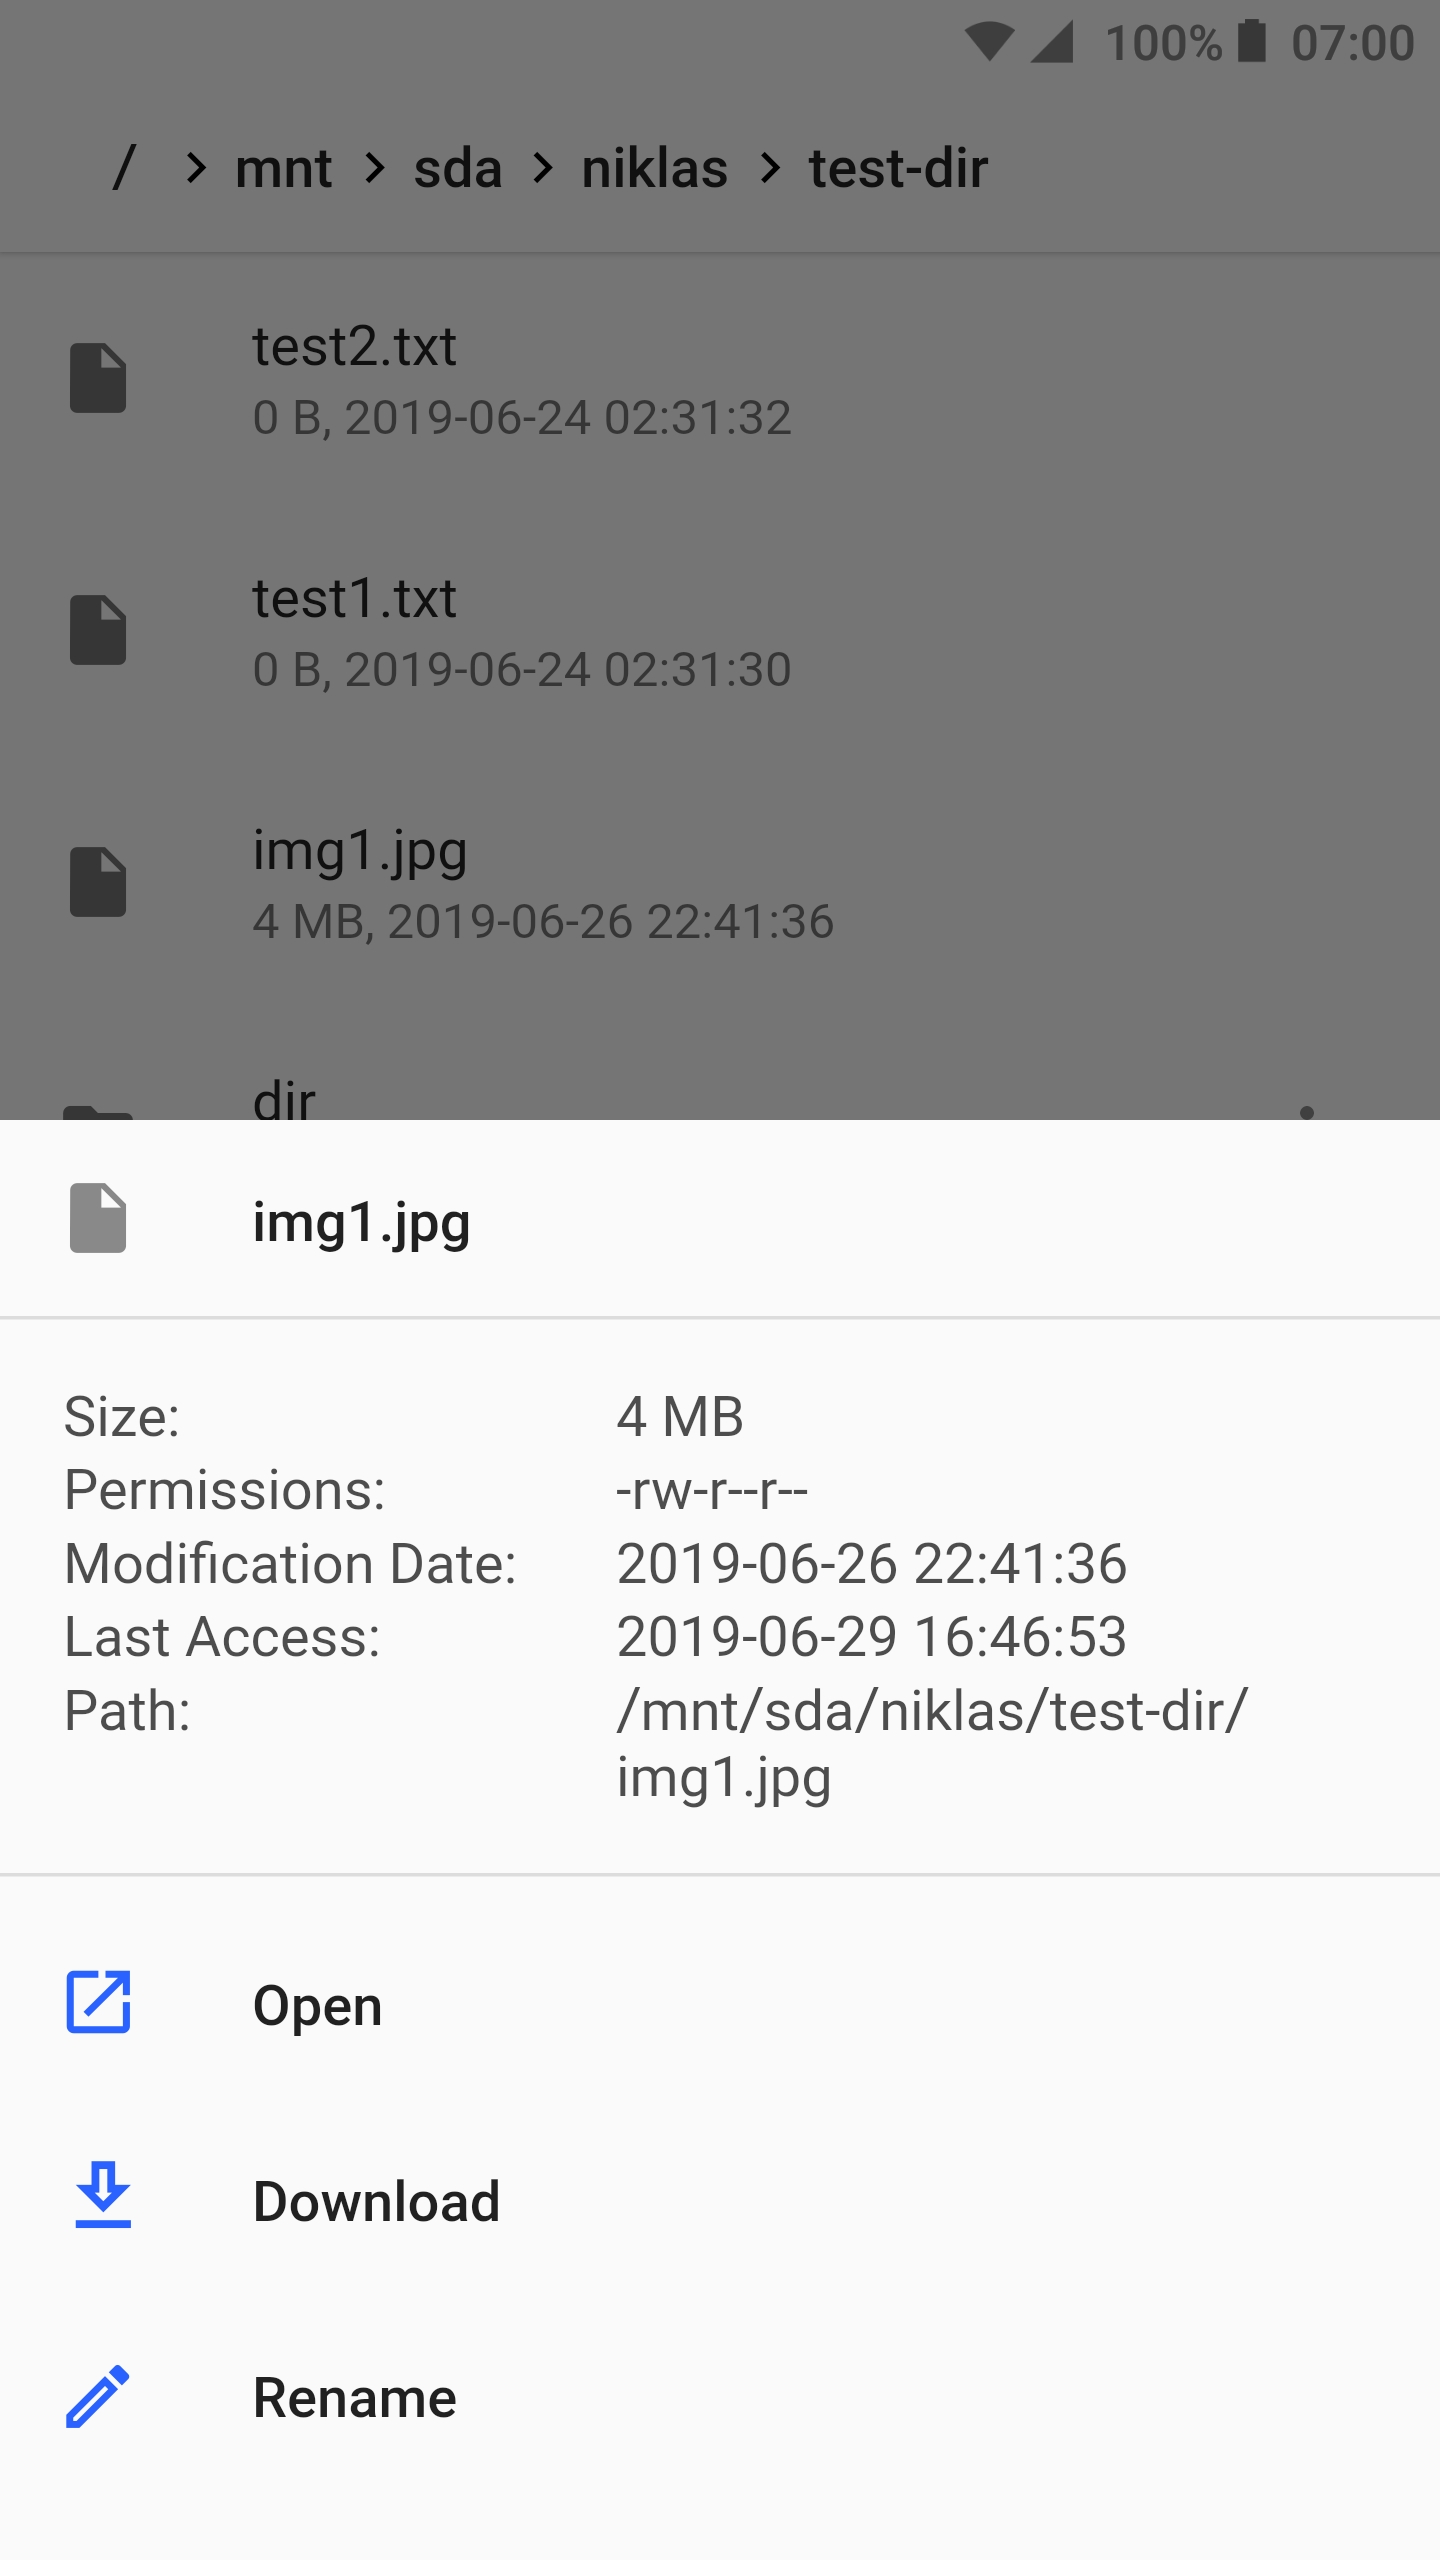 100% 07:00
/ > mnt > sda > niklas > test-dir
test2.txt
0 B, 2019-06-24 02:31:32
test1.txt
0 B, 2019-06-24 02:31:30
img1.jpg
4 MB, 2019-06-26 22:41:36
dir
img1.jpg
Size: 4 MB
Permissions: -rw-r--r--
Modification Date: 2019-06-26 22:41:36
Last Access: 2019-06-29 16:46:53
Path: /mnt/sda/niklas/test-dir/
img1.jpg
Open
Download
Rename